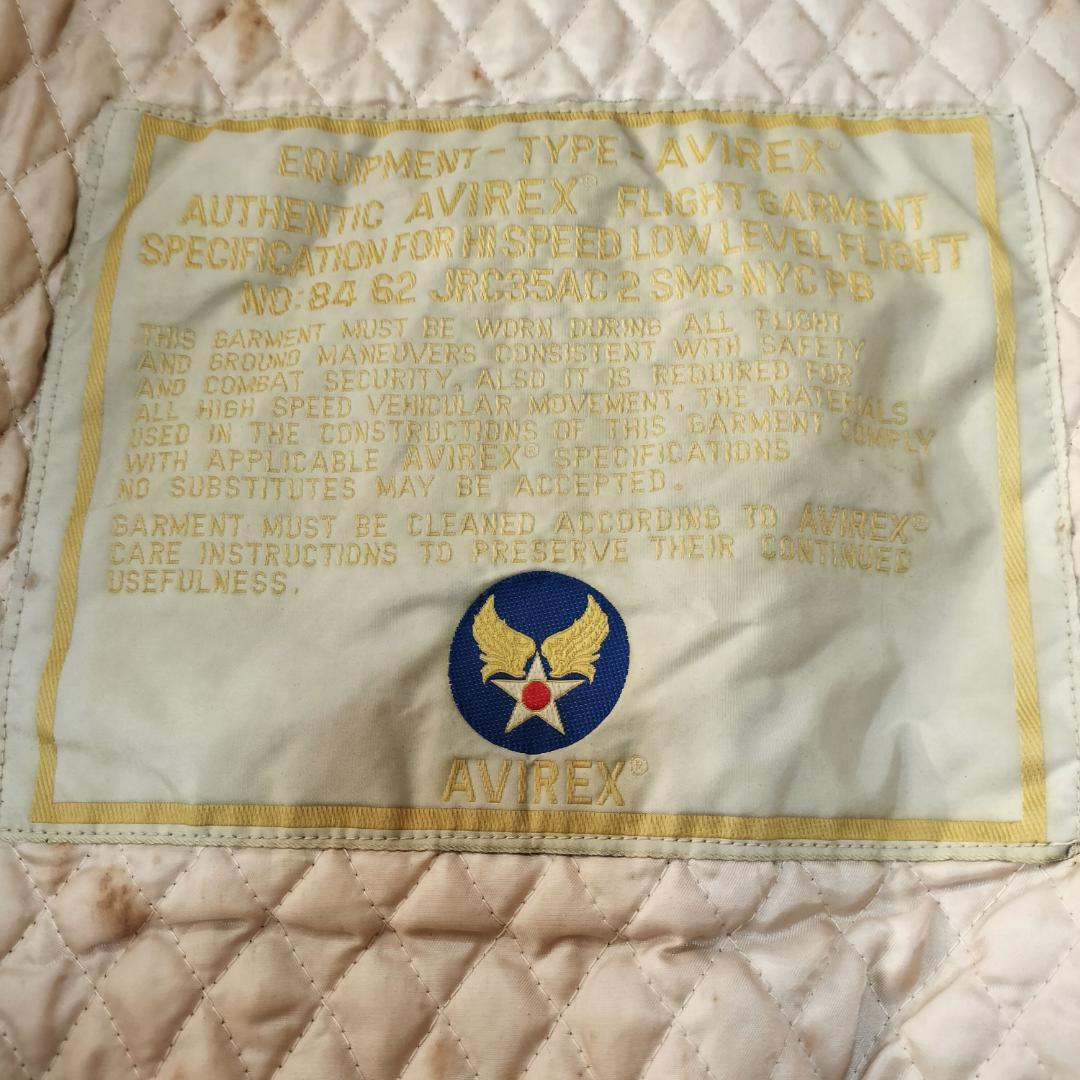 EQUIPMENT - TYPE - AVIREX®
AUTHENTIC AVIREX® FLIGHT GARMENT
SPECIFICATION FOR HI SPEED LOW LEVEL FLIGHT
NO: 84 62 JRC35AC 2 SMC NYC PB
THIS GARMENT MUST BE WORN DURING ALL FLIGHT
AND GROUND MANEUVERS CONSISTENT WITH SAFETY
AND COMBAT SECURITY, ALSO IT IS REQUIRED FOR
ALL HIGH SPEED VEHICULAR MOVEMENT. THE MATERIALS
USED IN THE CONSTRUCTIONS OF THIS GARMENT COMPLY
WITH APPLICABLE AVIREX® SPECIFICATIONS
NO SUBSTITUTES MAY BE ACCEPTED.
GARMENT MUST BE CLEANED ACCORDING TO AVIREX®
CARE INSTRUCTIONS TO PRESERVE THEIR CONTINUED
USEFULNESS.
AVIREX®